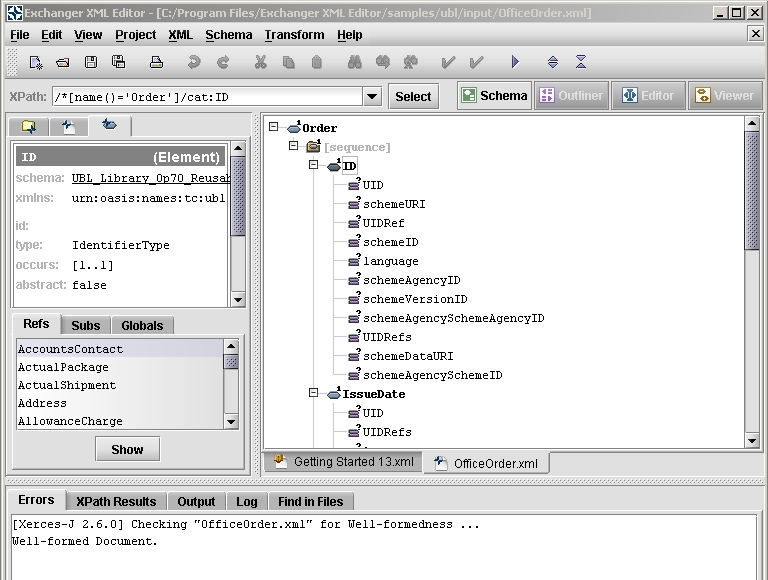 Exchanger XML Editor - [C:/Program Files/Exchanger XML Editor/samples/ubl/input/OfficeOrder.xml]
File Edit View Project XML Schema Transform Help
XPath: /*[name()='Order']/cat:ID Select Schema Outliner Editor Viewer
ID (Element)
schema: UBL_Library_0p70_Reusab
xmlns: urn:oasis:names:tc:ubl
id:
type: IdentifierType
occurs: [1..1]
abstract: false
Refs Subs Globals
AccountsContact
ActualPackage
ActualShipment
Address
AllowanceCharge
Show
Order
[sequence]
ID
UID
schemeURI
UIDRef
schemeID
language
schemeAgencyID
schemeVersionID
schemeAgencySchemeAgencyID
UIDRefs
schemeDataURI
schemeAgencySchemeID
IssueDate
UID
UIDRefs
Getting Started 13.xml OfficeOrder.xml
Errors XPath Results Output Log Find in Files
[Xerces-J 2.6.0] Checking "OfficeOrder.xml" for Well-formedness ...
Well-formed Document.